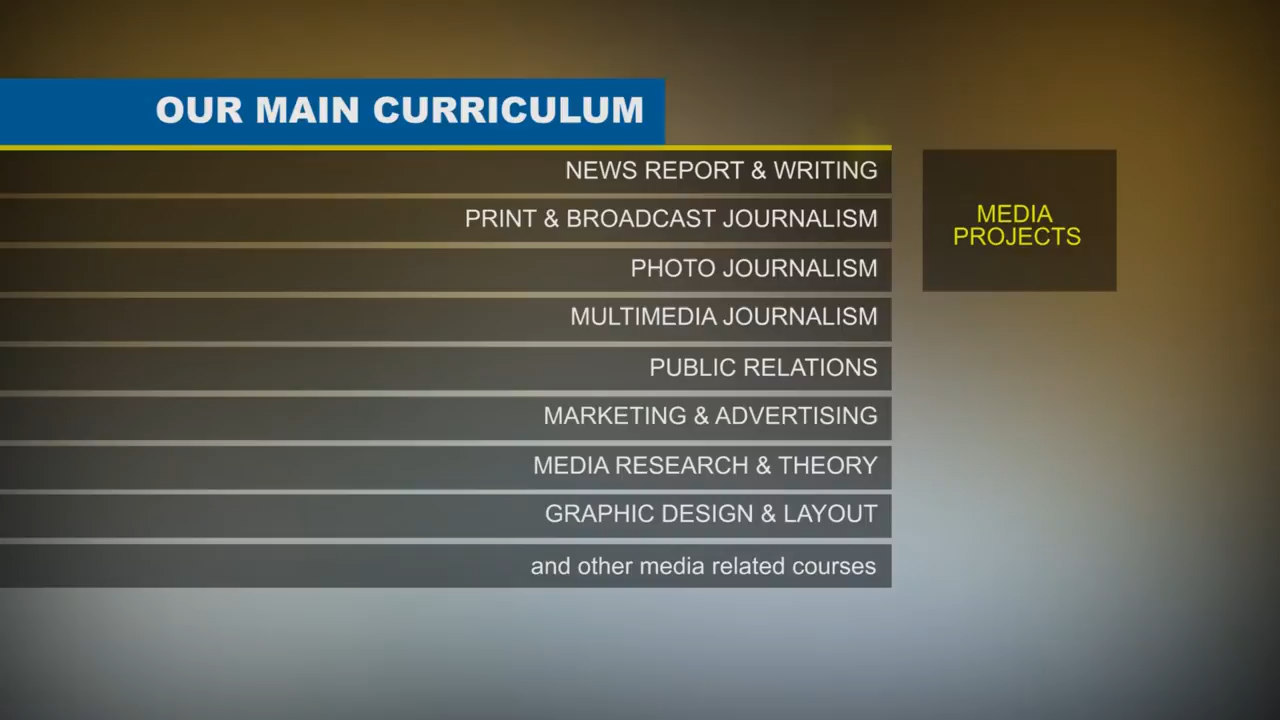 OUR MAIN CURRICULUM
NEWS REPORT & WRITING
PRINT & BROADCAST JOURNALISM
PHOTO JOURNALISM
MULTIMEDIA JOURNALISM
PUBLIC RELATIONS
MARKETING & ADVERTISING
MEDIA RESEARCH & THEORY
GRAPHIC DESIGN & LAYOUT
and other media related courses
MEDIA
PROJECTS